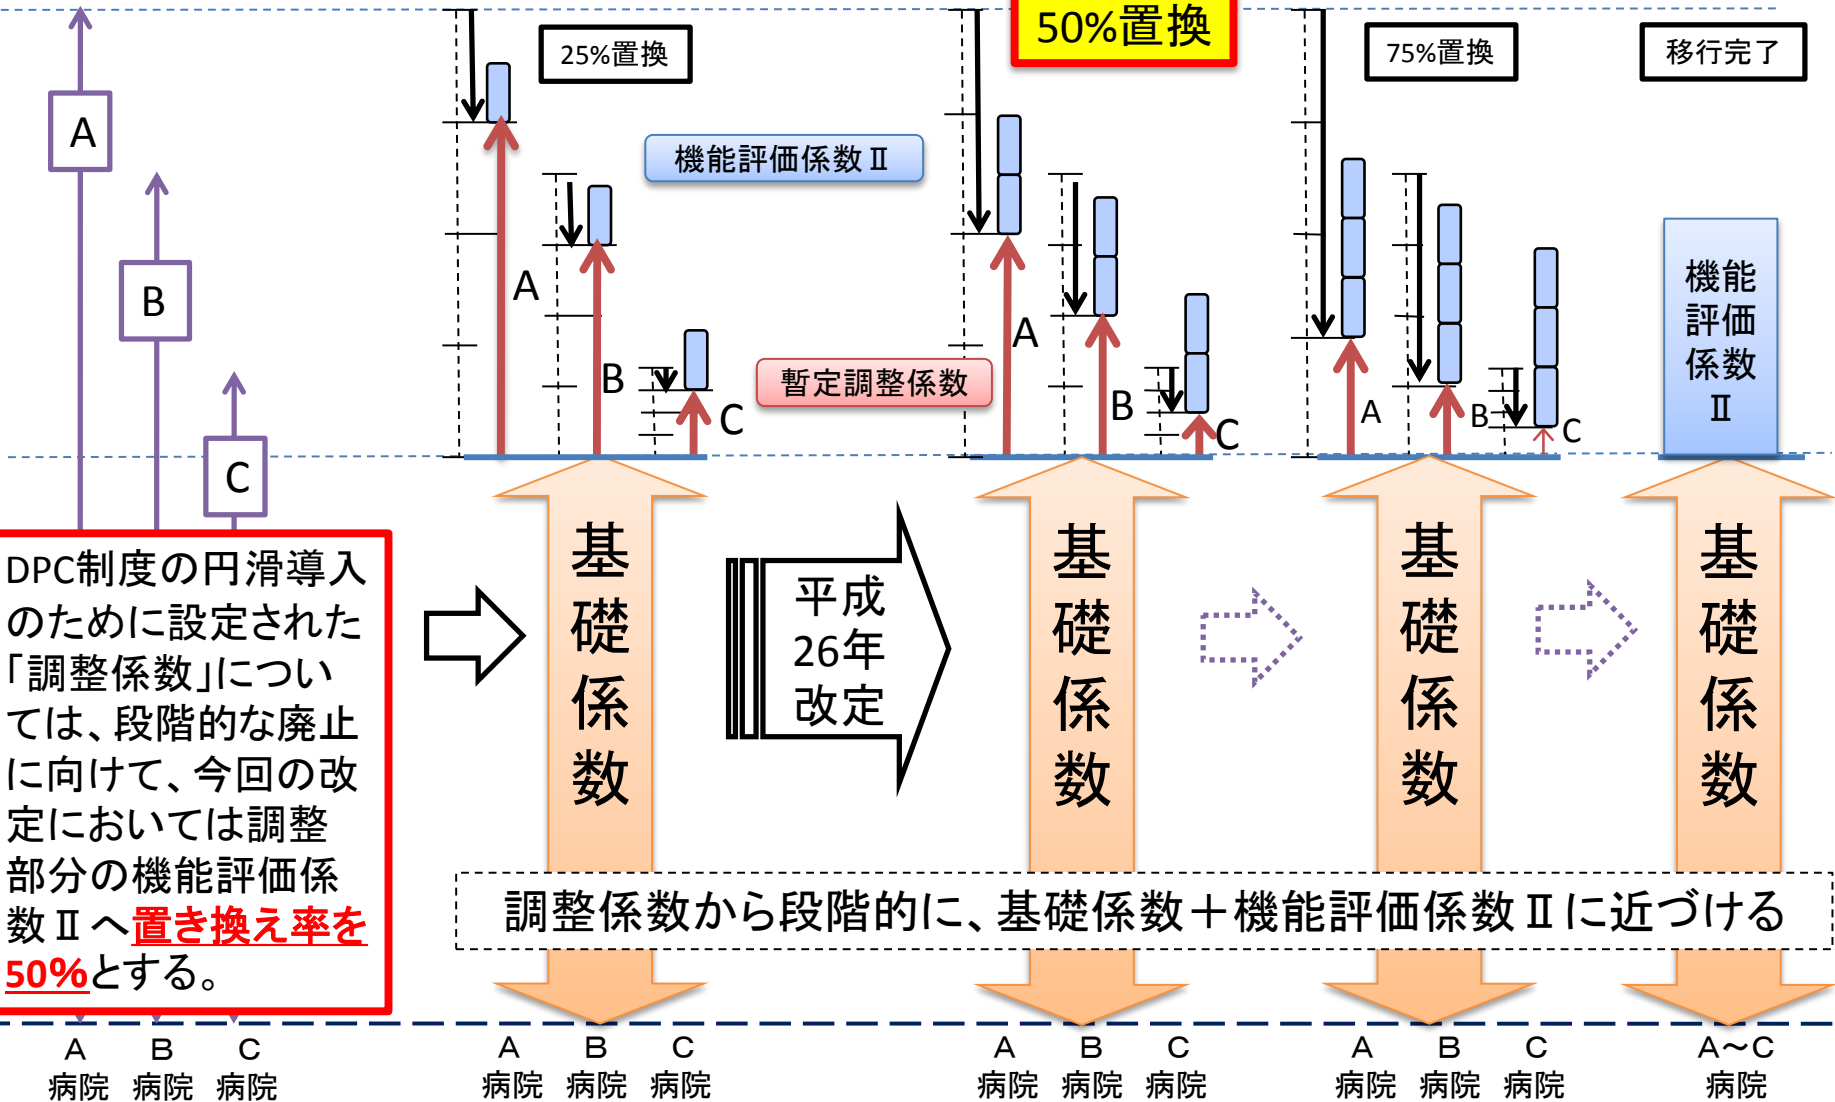 50%置換
25%置換
75%置換
移行完了
A
B
C
機能評価係数Ⅱ
暫定調整係数
A
B
C
A
B
C
A
B
C
機能
評価
係数
Ⅱ
DPC制度の円滑導入
のために設定された
「調整係数」につい
ては、段階的な廃止
に向けて、今回の改
定においては調整
部分の機能評価係
数Ⅱへ置き換え率を
50%とする。
基
礎
係
数
平成
26年
改定
基
礎
係
数
基
礎
係
数
基
礎
係
数
調整係数から段階的に、基礎係数＋機能評価係数Ⅱに近づける
A B C
病院 病院 病院
A B C
病院 病院 病院
A B C
病院 病院 病院
A B C
病院 病院 病院
A～C
病院